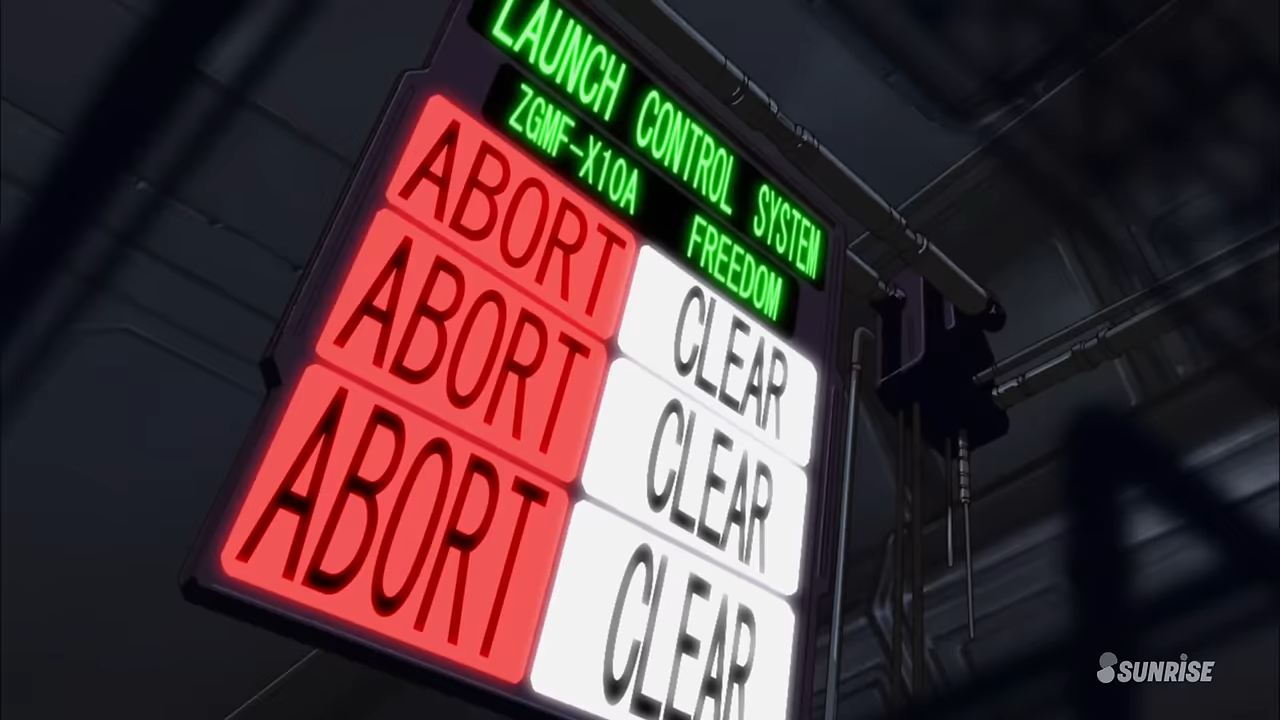 LAUNCH CONTROL SYSTEM
ZGMF-X10A FREEDOM
ABORT CLEAR
ABORT CLEAR
ABORT CLEAR
SUNRISE